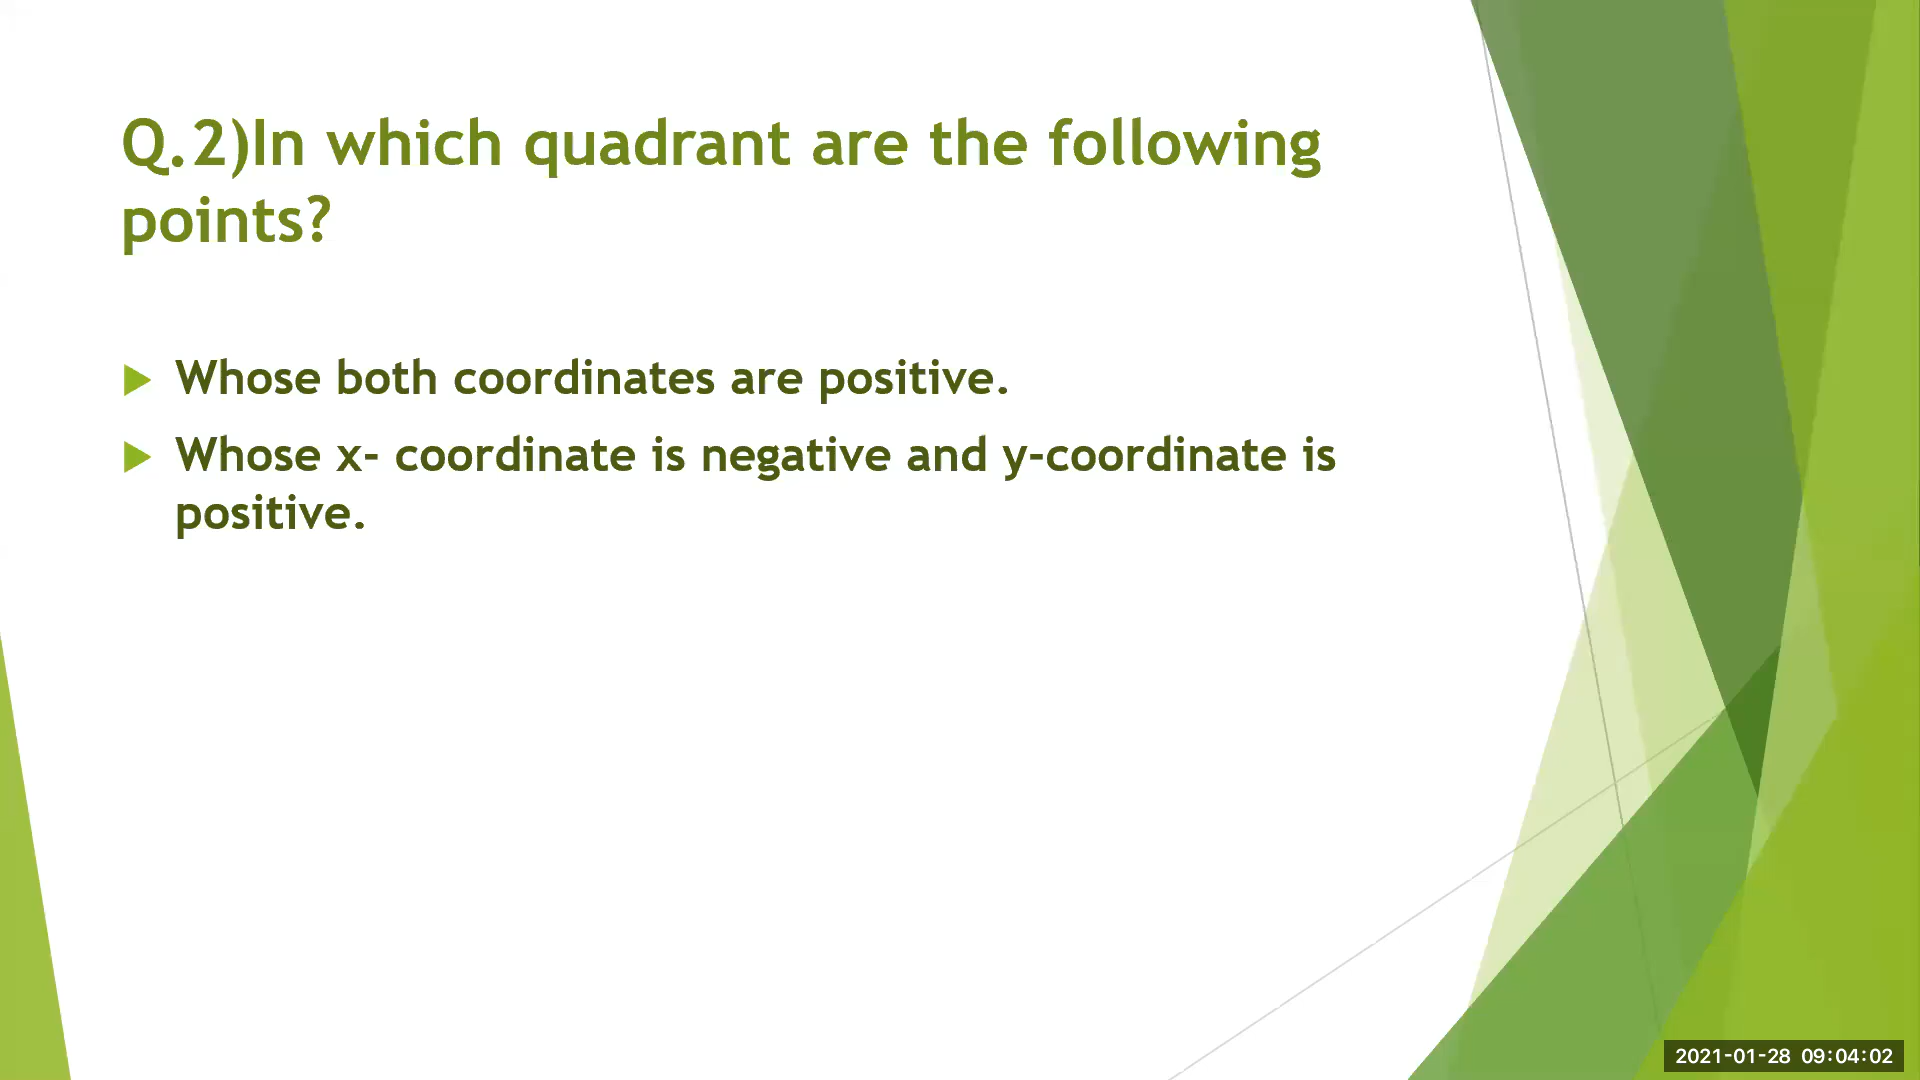 Q.2)In which quadrant are the following
points?
Whose both coordinates are positive.
Whose x- coordinate is negative and y-coordinate is
positive.
2021-01-28 09:04:02